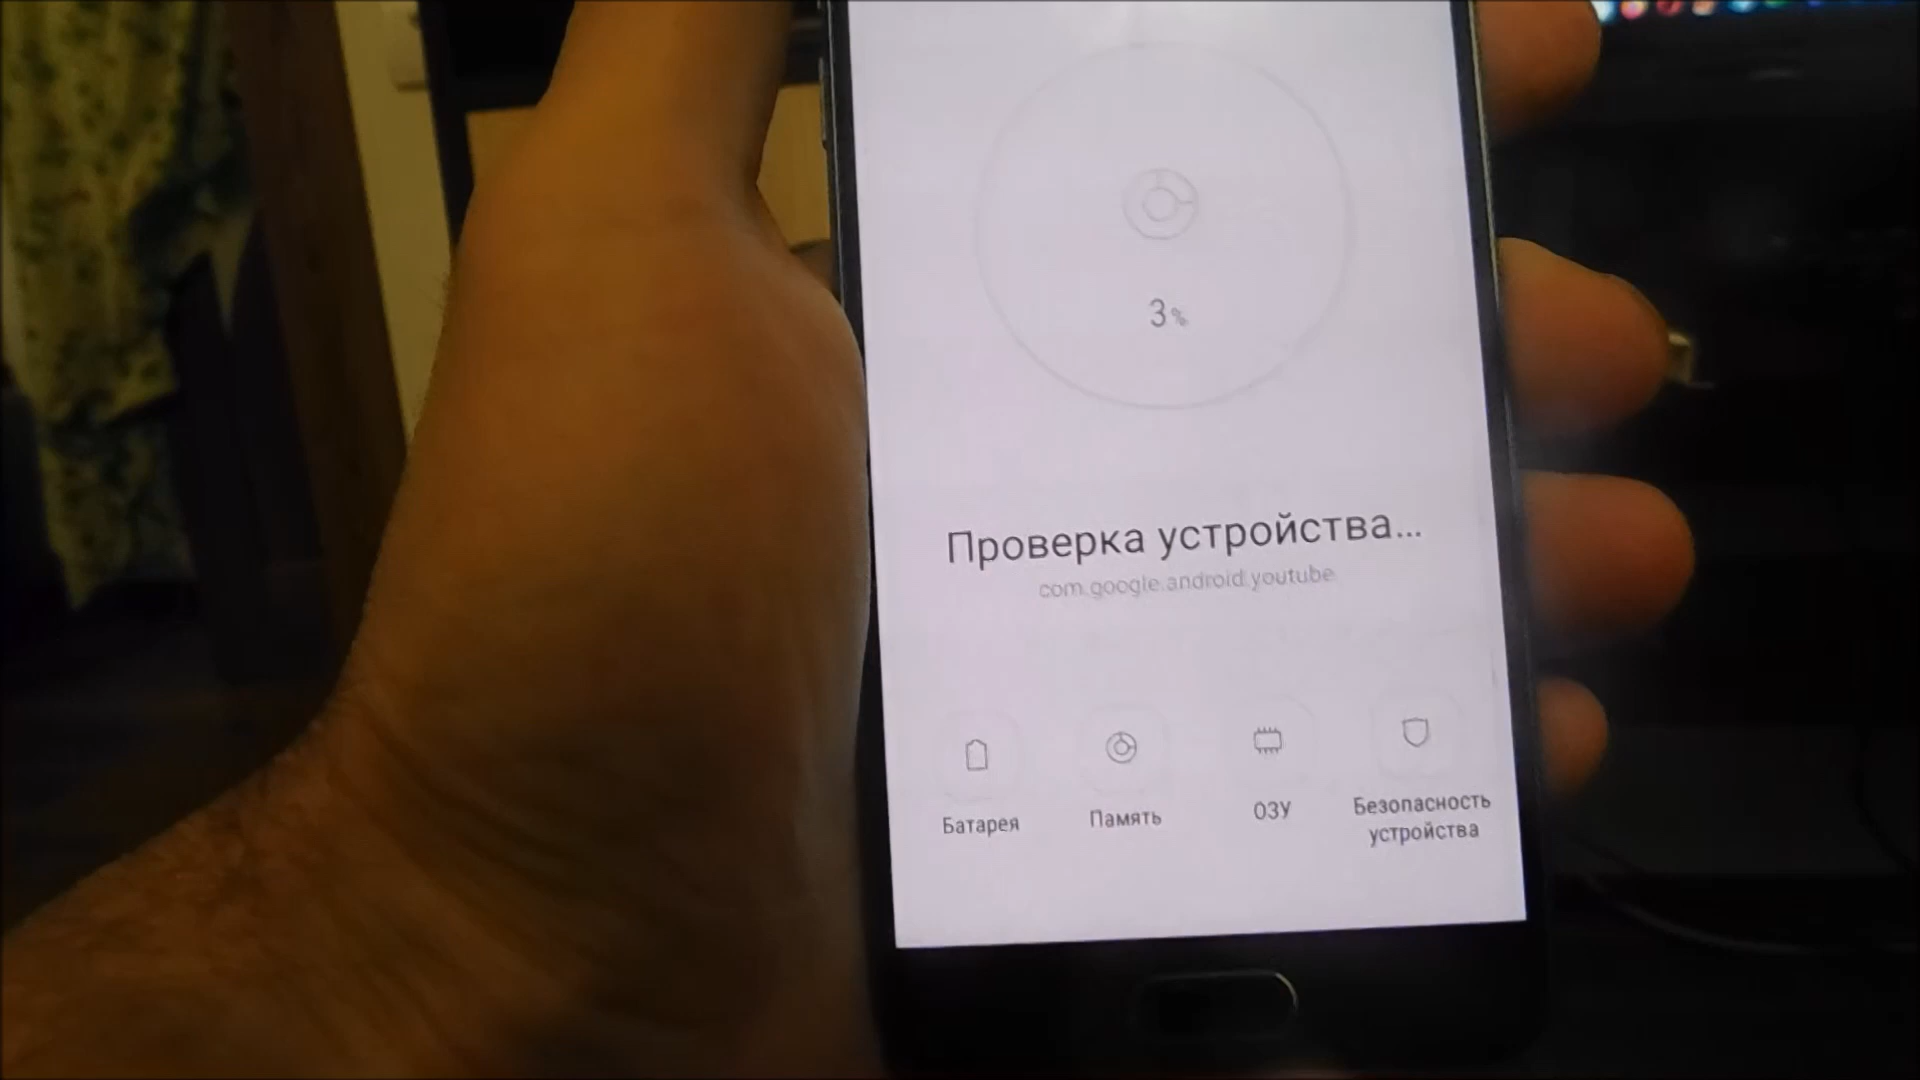 3%
Проверка устройства...
com.google.android.youtube
Батарея
Память
ОЗУ
Безопасность
устройства